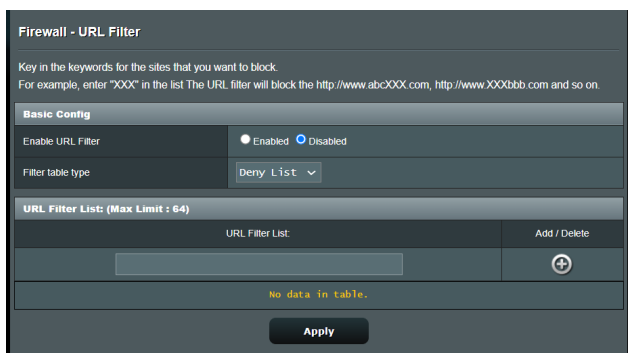 Firewall - URL Filter
Key in the keywords for the sites that you want to block.
For example, enter "XXX" in the list The URL filter will block the http://www.abcXXX.com, http://www.XXXbbb.com and so on.
Basic Config
Enable URL Filter
Enabled Disabled
Filter table type
Deny List
URL Filter List: (Max Limit : 64)
URL Filter List:
Add / Delete
No data in table.
Apply